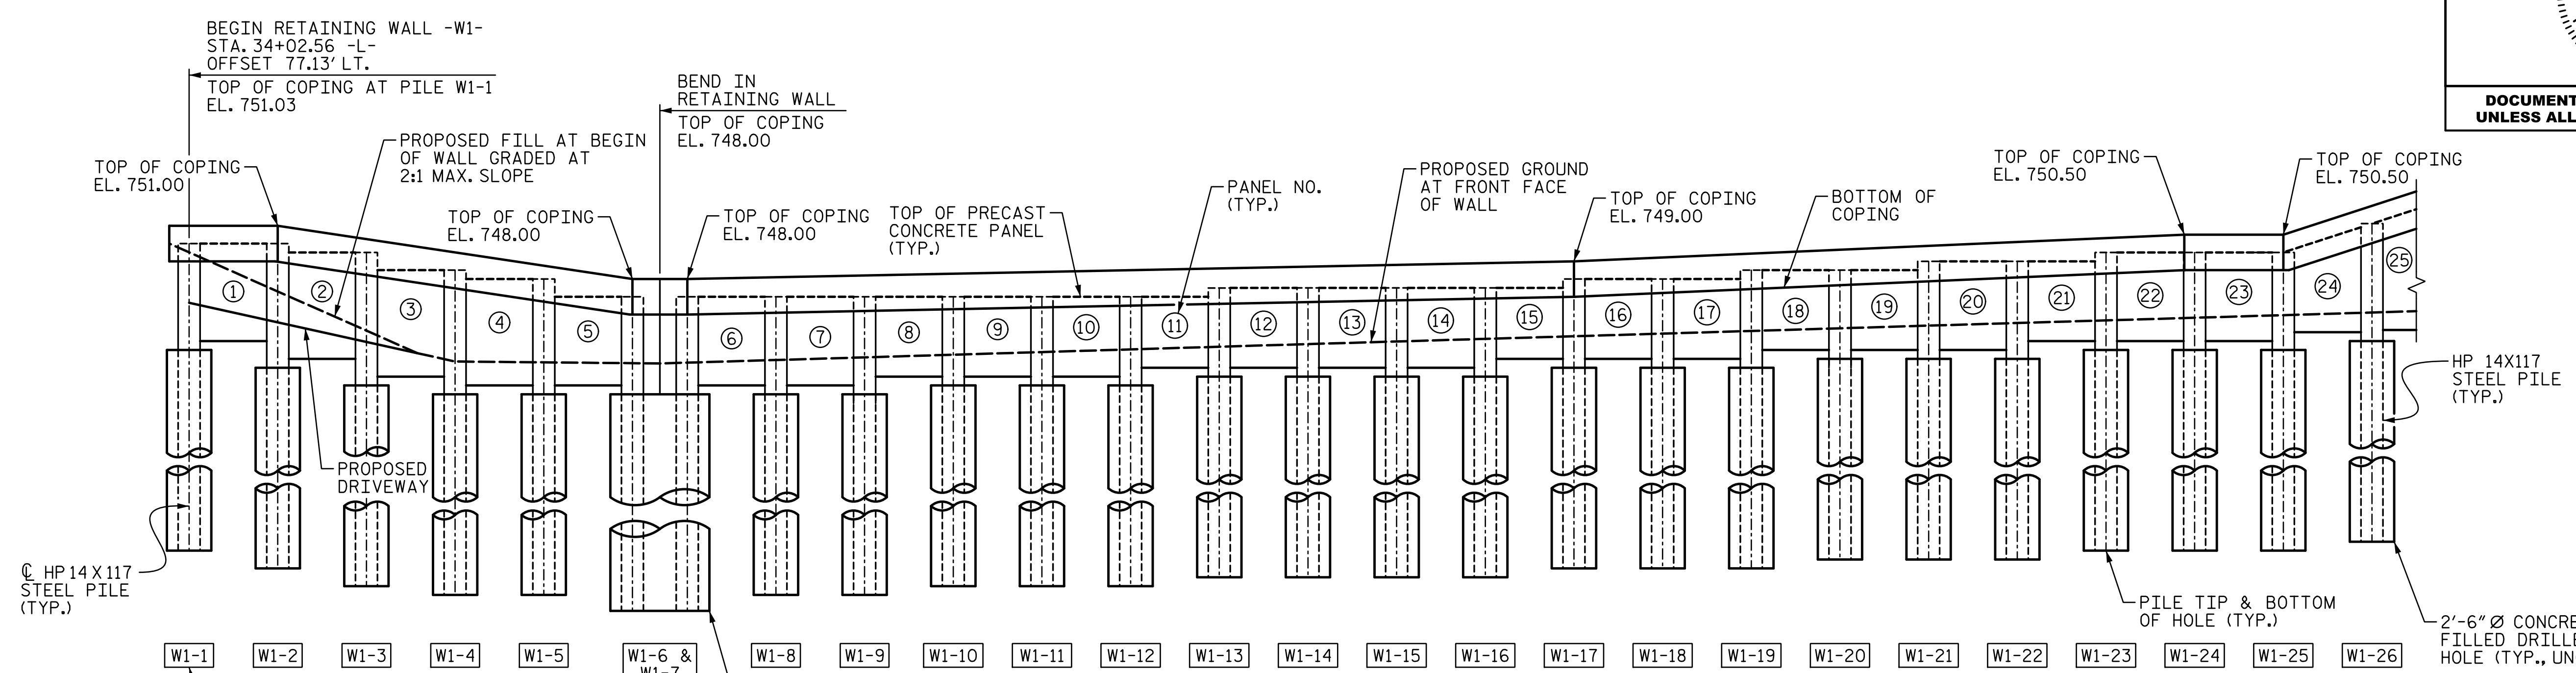 BEGIN RETAINING WALL -W1-
STA. 34+02.56 -L-
OFFSET 77.13' LT.
TOP OF COPING AT PILE W1-1
EL. 751.03
BEND IN
RETAINING WALL
TOP OF COPING
EL. 748.00
DOCUMENT
UNLESS ALL
PROPOSED FILL AT BEGIN
OF WALL GRADED AT
2:1 MAX. SLOPE
TOP OF COPING
EL. 751.00
TOP OF COPING
EL. 748.00
TOP OF COPING
EL. 748.00
TOP OF PRECAST
CONCRETE PANEL
(TYP.)
PANEL NO.
(TYP.)
PROPOSED GROUND
AT FRONT FACE
OF WALL
TOP OF COPING
EL. 749.00
BOTTOM OF
COPING
TOP OF COPING
EL. 750.50
TOP OF COPING
EL. 750.50
1 2 3 4 5 6 7 8 9 10 11 12 13 14 15 16 17 18 19 20 21 22 23 24 25
HP 14X117
STEEL PILE
(TYP.)
PROPOSED
DRIVEWAY
℄ HP 14 X 117
STEEL PILE
(TYP.)
PILE TIP & BOTTOM
OF HOLE (TYP.)
2'-6" Ø CONCRE
FILLED DRILLE
HOLE (TYP., UN
W1-1 W1-2 W1-3 W1-4 W1-5 W1-6 & W1-8 W1-9 W1-10 W1-11 W1-12 W1-13 W1-14 W1-15 W1-16 W1-17 W1-18 W1-19 W1-20 W1-21 W1-22 W1-23 W1-24 W1-25 W1-26
W1-7